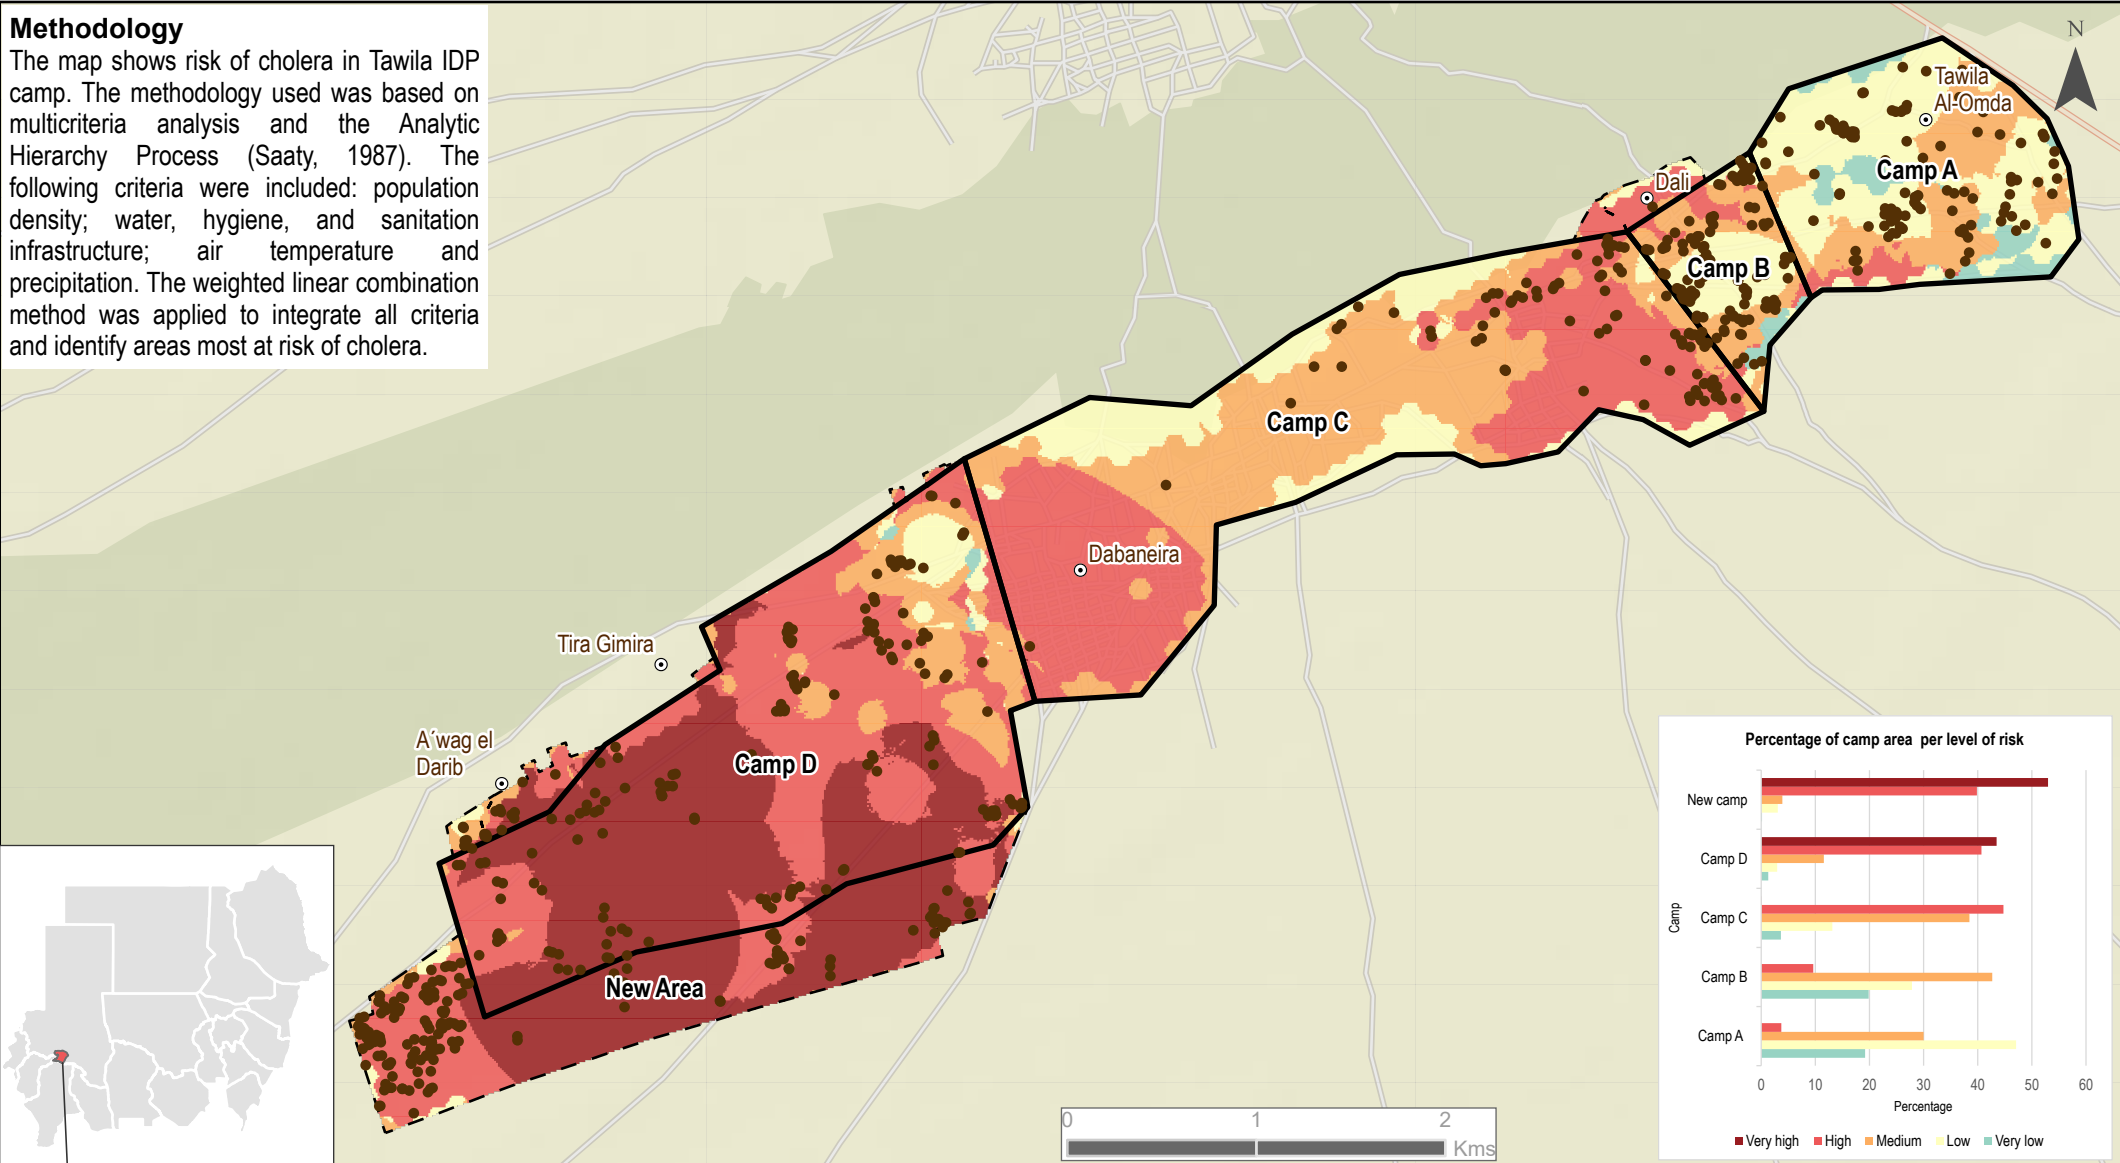 Methodology
The map shows risk of cholera in Tawila IDP
camp. The methodology used was based on
multicriteria analysis and the Analytic
Hierarchy Process (Saaty, 1987). The
following criteria were included: population
density; water, hygiene, and sanitation
infrastructure; air temperature and
precipitation. The weighted linear combination
method was applied to integrate all criteria
and identify areas most at risk of cholera.
N
Tawila
Al-Omda
Camp A
Dali
Camp B
Camp C
Dabaneira
Tira Gimira
A´wag el
Darib
Camp D
New Area
0 1 2
Kms
Percentage of camp area per level of risk
New camp
Camp D
Camp C
Camp B
Camp A
Camp
0 10 20 30 40 50 60
Percentage
Very high High Medium Low Very low